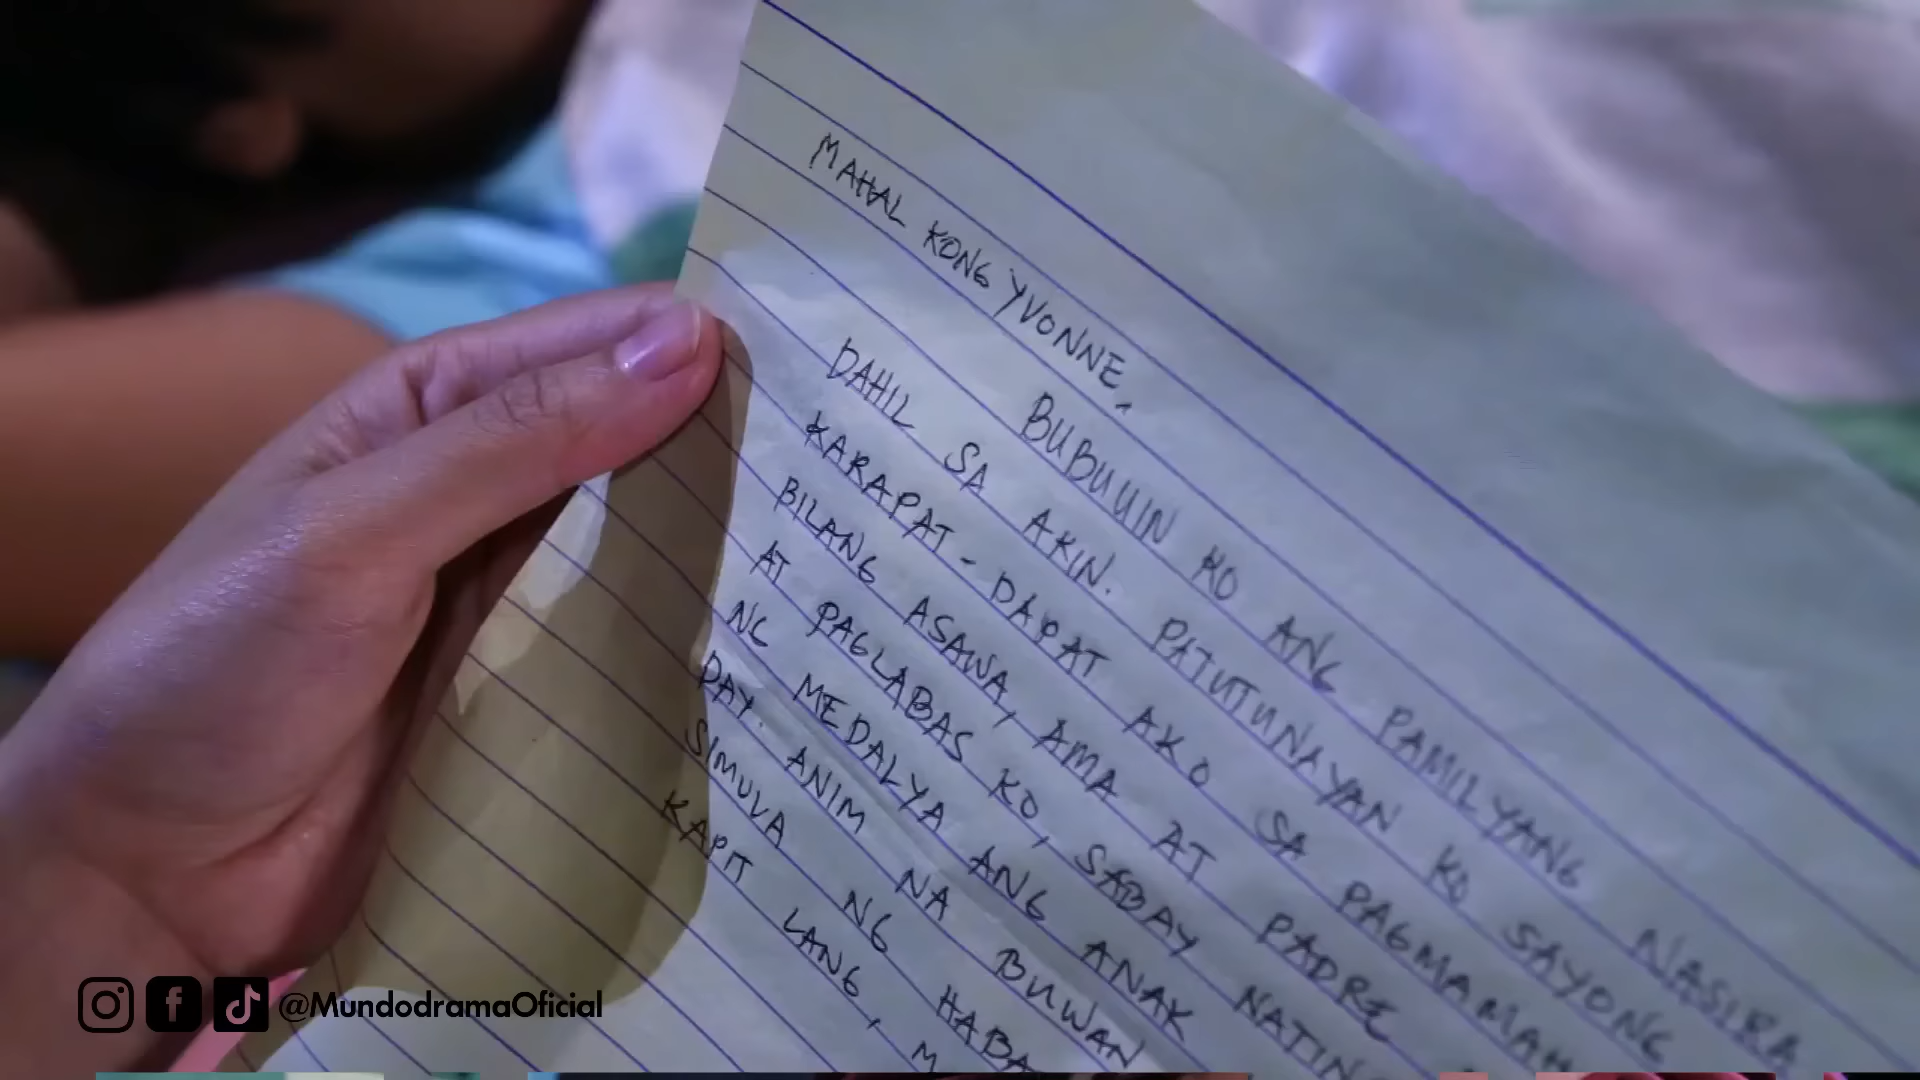 MAHAL KONG YVONNE,
BUBUUIN KO ANG PAMILYANG NASIRA
DAHIL SA AKIN. PATUTUNAYAN KO SAYONG
KARAPAT-DAPAT AKO SA PAGMAMAH
BILANG ASAWA, AMA AT PADRE
AT PAGLABAS KO, SABAY NATIN
NG MEDALYA ANG ANAK
DAY. ANIM NA BUWAN
SIMULA NG HABA
KAPIT LANG, M
@MundodramaOficial